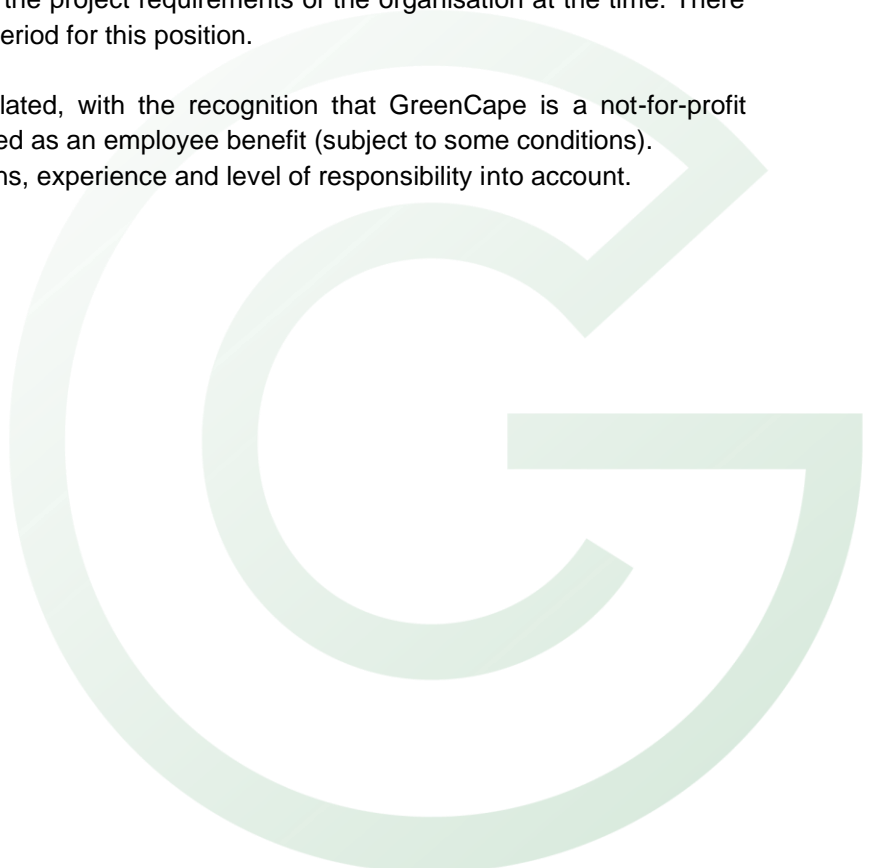 the project requirements of the organisation at the time. There
eriod for this position.
lated, with the recognition that GreenCape is a not-for-profit
ed as an employee benefit (subject to some conditions).
ns, experience and level of responsibility into account.